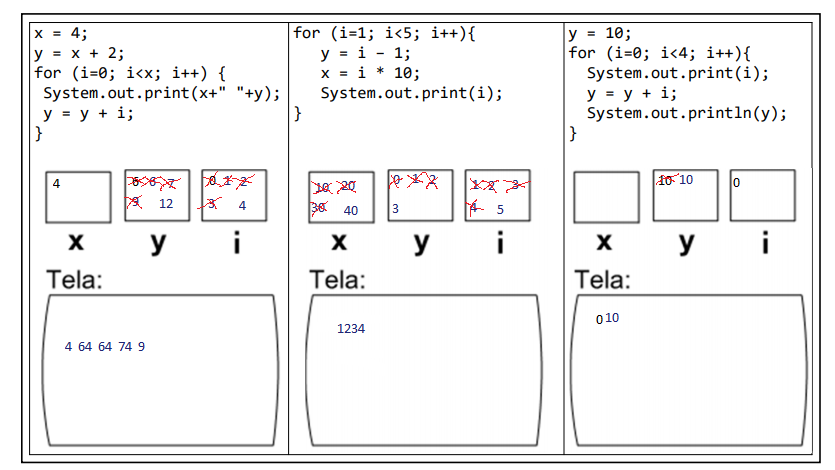 x = 4;
y = x + 2;
for (i=0; i<x; i++) {
System.out.print(x+" "+y);
y = y + i;
}
4
6 6 7
9 12
0 1 2
3 4
x y i
Tela:
4 64 64 74 9
for (i=1; i<5; i++){
y = i – 1;
x = i * 10;
System.out.print(i);
}
10 20
30 40
0 1 2
3
1 2 3
4 5
x y i
Tela:
1234
y = 10;
for (i=0; i<4; i++){
System.out.print(i);
y = y + i;
System.out.println(y);
}
10 10
0
x y i
Tela:
0 10